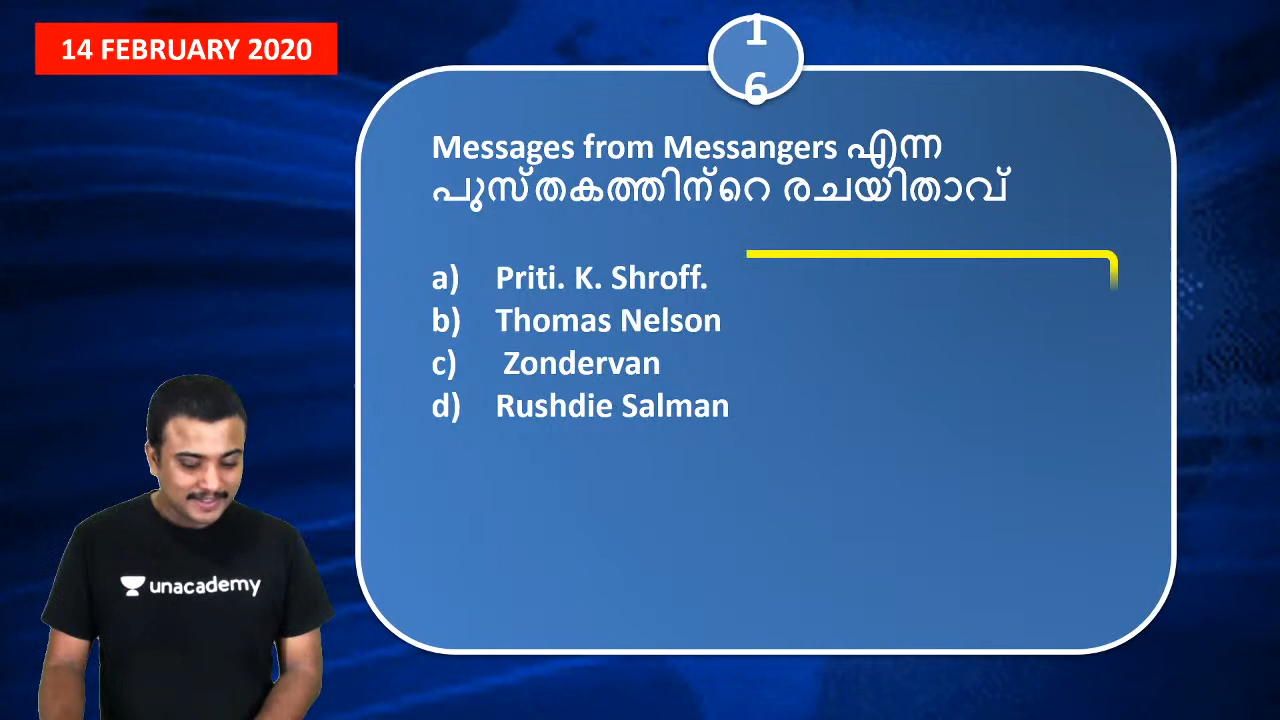 14 FEBRUARY 2020
1
6
Messages from Messangers എന്ന
പുസ്തകത്തിന്റെ രചയിതാവ്
a) Priti. K. Shroff.
b) Thomas Nelson
c) Zondervan
d) Rushdie Salman
unacademy